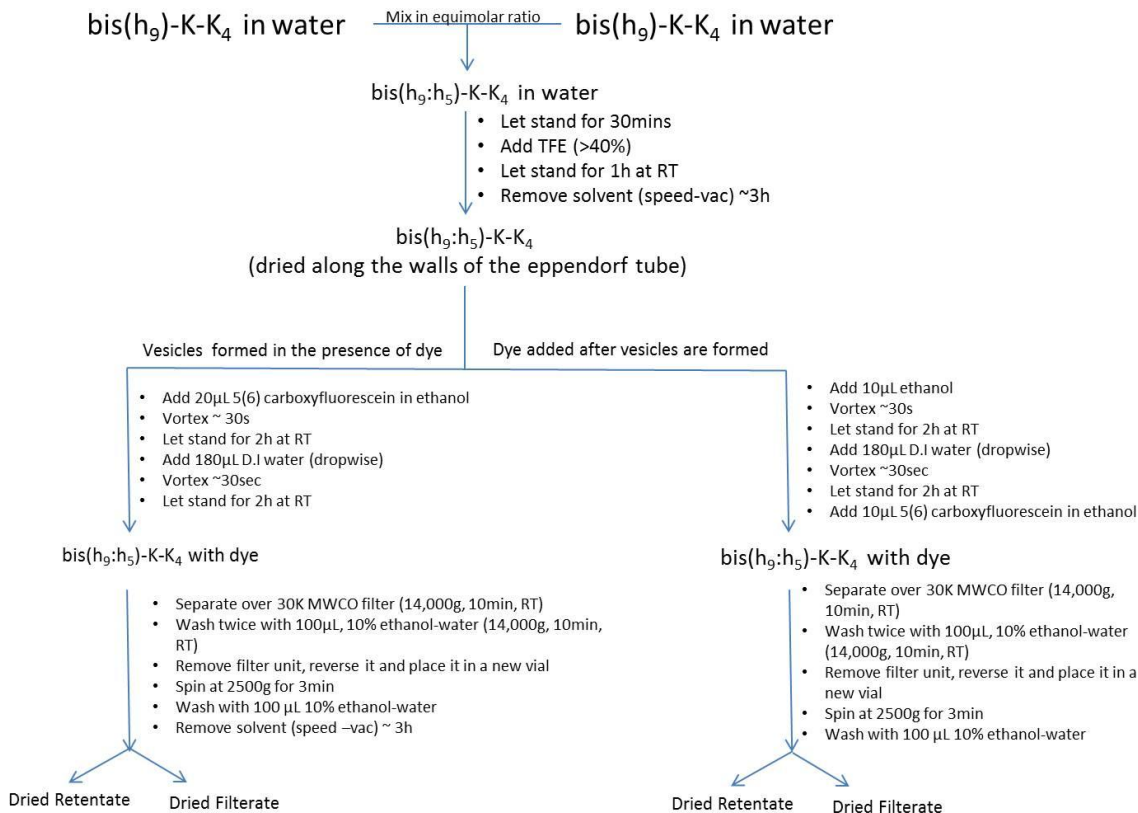 bis(h₉)-K-K₄ in water
Mix in equimolar ratio
bis(h₉)-K-K₄ in water
bis(h₉:h₅)-K-K₄ in water
• Let stand for 30mins
• Add TFE (>40%)
• Let stand for 1h at RT
• Remove solvent (speed-vac) ~3h
bis(h₉:h₅)-K-K₄
(dried along the walls of the eppendorf tube)
Vesicles formed in the presence of dye
Dye added after vesicles are formed
• Add 20µL 5(6) carboxyfluorescein in ethanol
• Vortex ~ 30s
• Let stand for 2h at RT
• Add 180µL D.I water (dropwise)
• Vortex ~30sec
• Let stand for 2h at RT
• Add 10µL ethanol
• Vortex ~30s
• Let stand for 2h at RT
• Add 180µL D.I water (dropwise)
• Vortex ~30sec
• Let stand for 2h at RT
• Add 10µL 5(6) carboxyfluorescein in ethanol
bis(h₉:h₅)-K-K₄ with dye
bis(h₉:h₅)-K-K₄ with dye
• Separate over 30K MWCO filter (14,000g, 10min, RT)
• Wash twice with 100µL, 10% ethanol-water (14,000g, 10min,
RT)
• Remove filter unit, reverse it and place it in a new vial
• Spin at 2500g for 3min
• Wash with 100 µL 10% ethanol-water
• Remove solvent (speed –vac) ~ 3h
• Separate over 30K MWCO filter (14,000g,
10min, RT)
• Wash twice with 100µL, 10% ethanol-water
(14,000g, 10min, RT)
• Remove filter unit, reverse it and place it in a
new vial
• Spin at 2500g for 3min
• Wash with 100 µL 10% ethanol-water
Dried Retentate
Dried Filterate
Dried Retentate
Dried Filterate